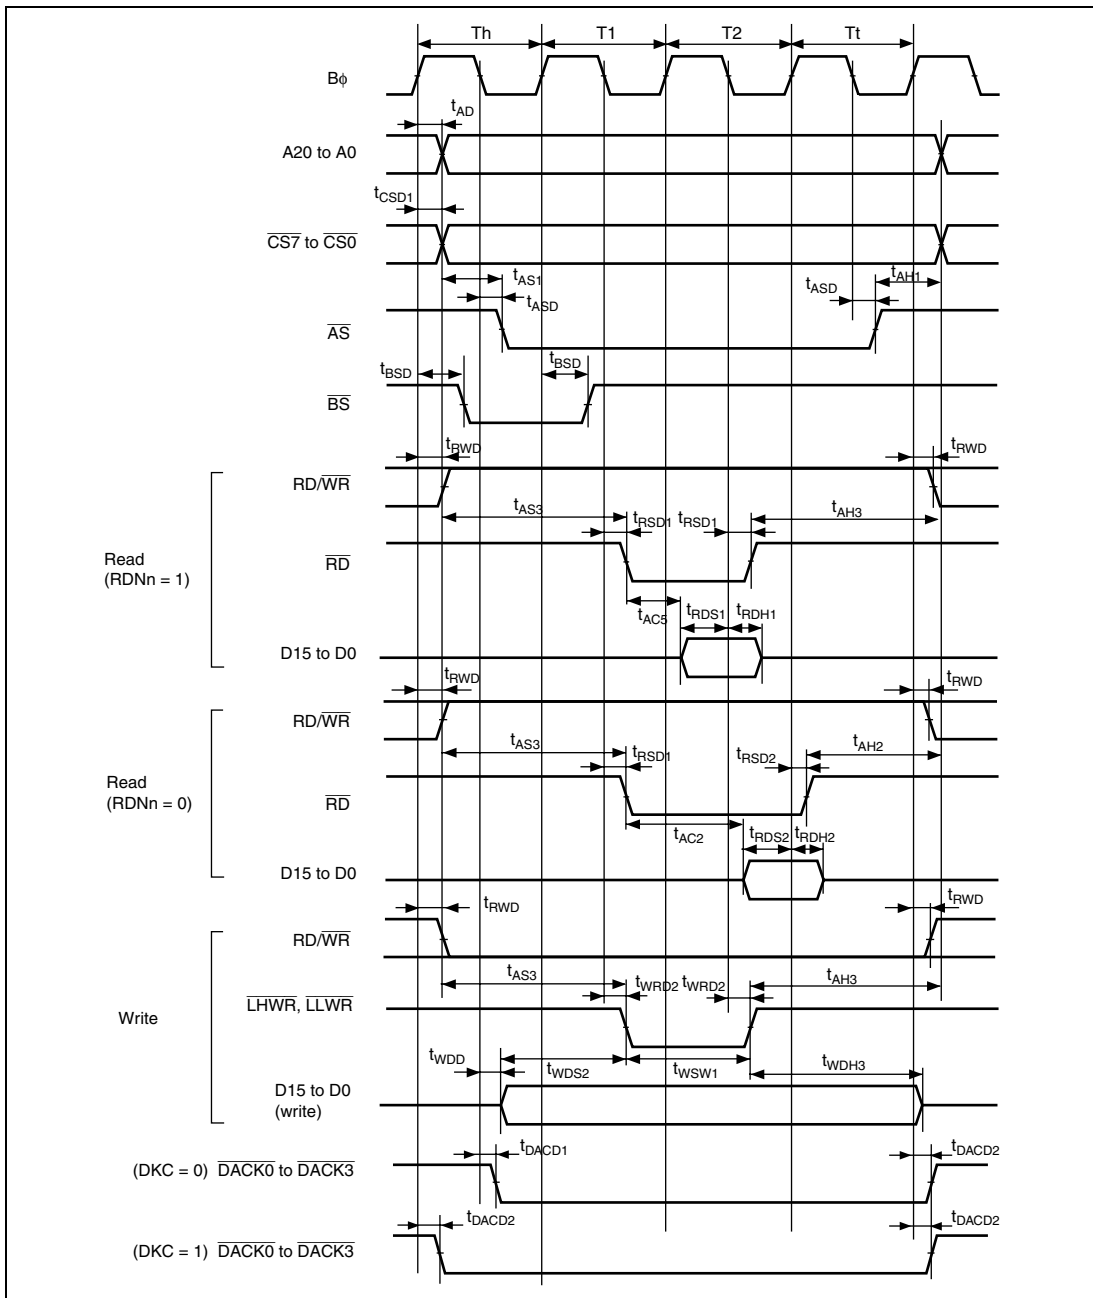 Th T1 T2 Tt
Bφ
tAD
A20 to A0
tCSD1
CS7 to CS0
tAS1 tASD tASD tAH1
AS
tBSD tBSD
BS
tRWD tRWD
RD/WR
tAS3 tRSD1 tRSD1 tAH3
Read
(RDNn = 1)
RD
tAC5 tRDS1 tRDH1
D15 to D0
tRWD tRWD
RD/WR
tAS3 tRSD1 tRSD2 tAH2
Read
(RDNn = 0)
RD
tAC2 tRDS2 tRDH2
D15 to D0
tRWD tRWD
RD/WR
tAS3 tWRD2 tWRD2 tAH3
LHWR, LLWR
Write
tWDD tWDS2 tWSW1 tWDH3
D15 to D0
(write)
tDACD1 tDACD2
(DKC = 0) DACK0 to DACK3
tDACD2 tDACD2
(DKC = 1) DACK0 to DACK3